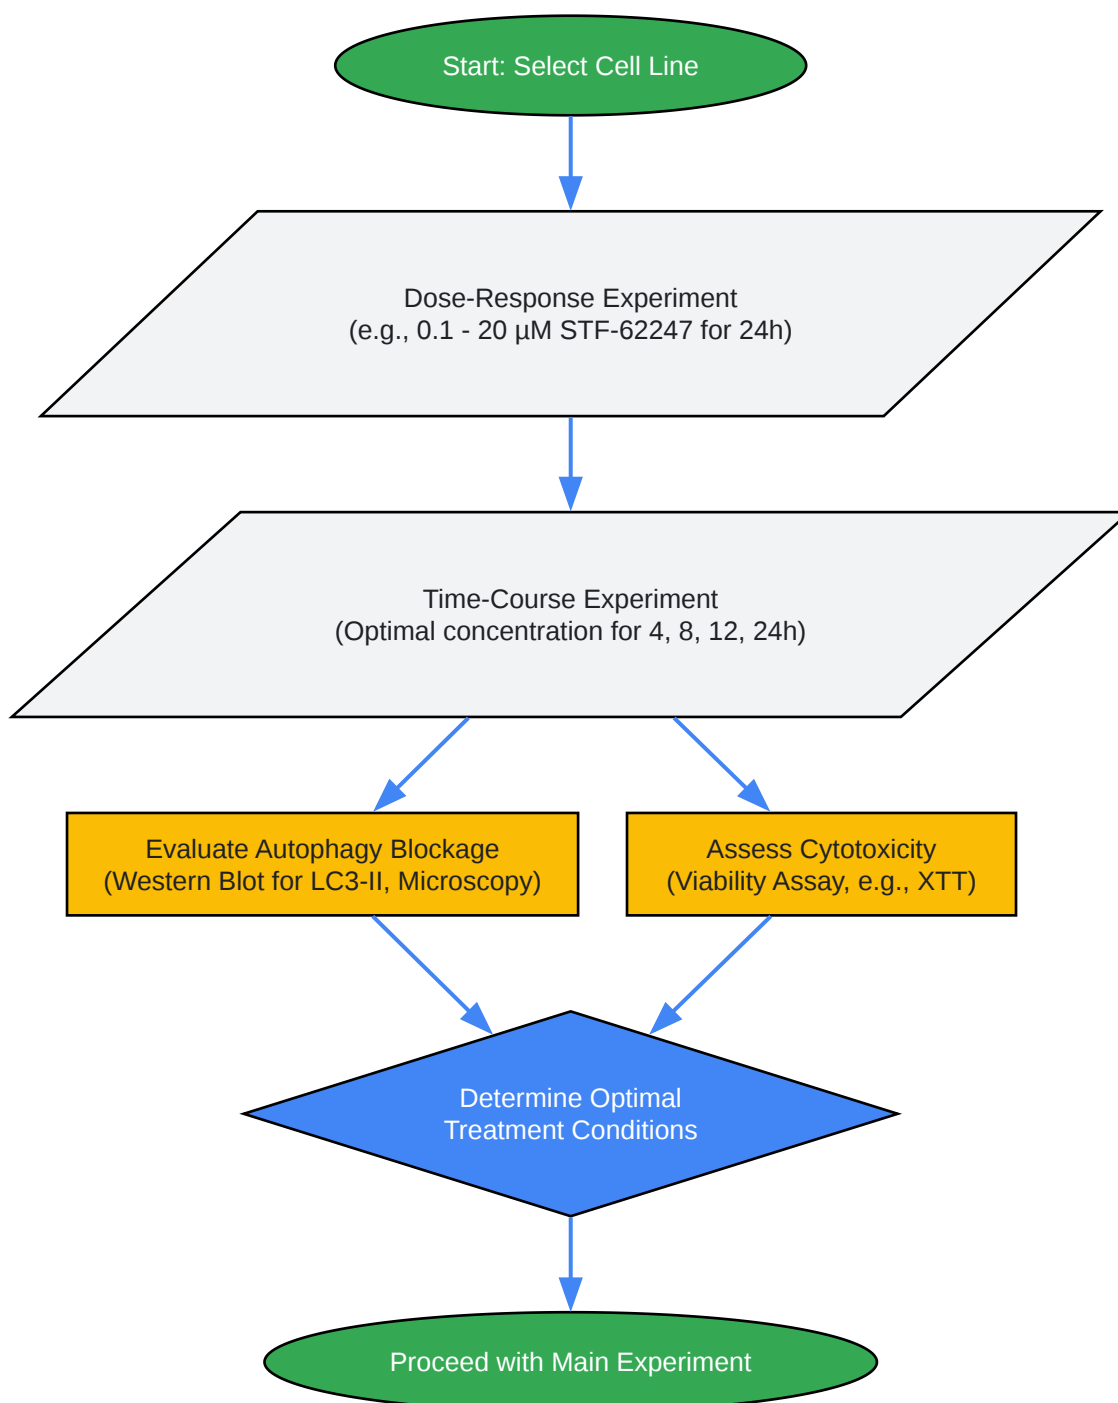 Start: Select Cell Line
Dose-Response Experiment
(e.g., 0.1 - 20 µM STF-62247 for 24h)
Time-Course Experiment
(Optimal concentration for 4, 8, 12, 24h)
Evaluate Autophagy Blockage
(Western Blot for LC3-II, Microscopy)
Assess Cytotoxicity
(Viability Assay, e.g., XTT)
Determine Optimal
Treatment Conditions
Proceed with Main Experiment